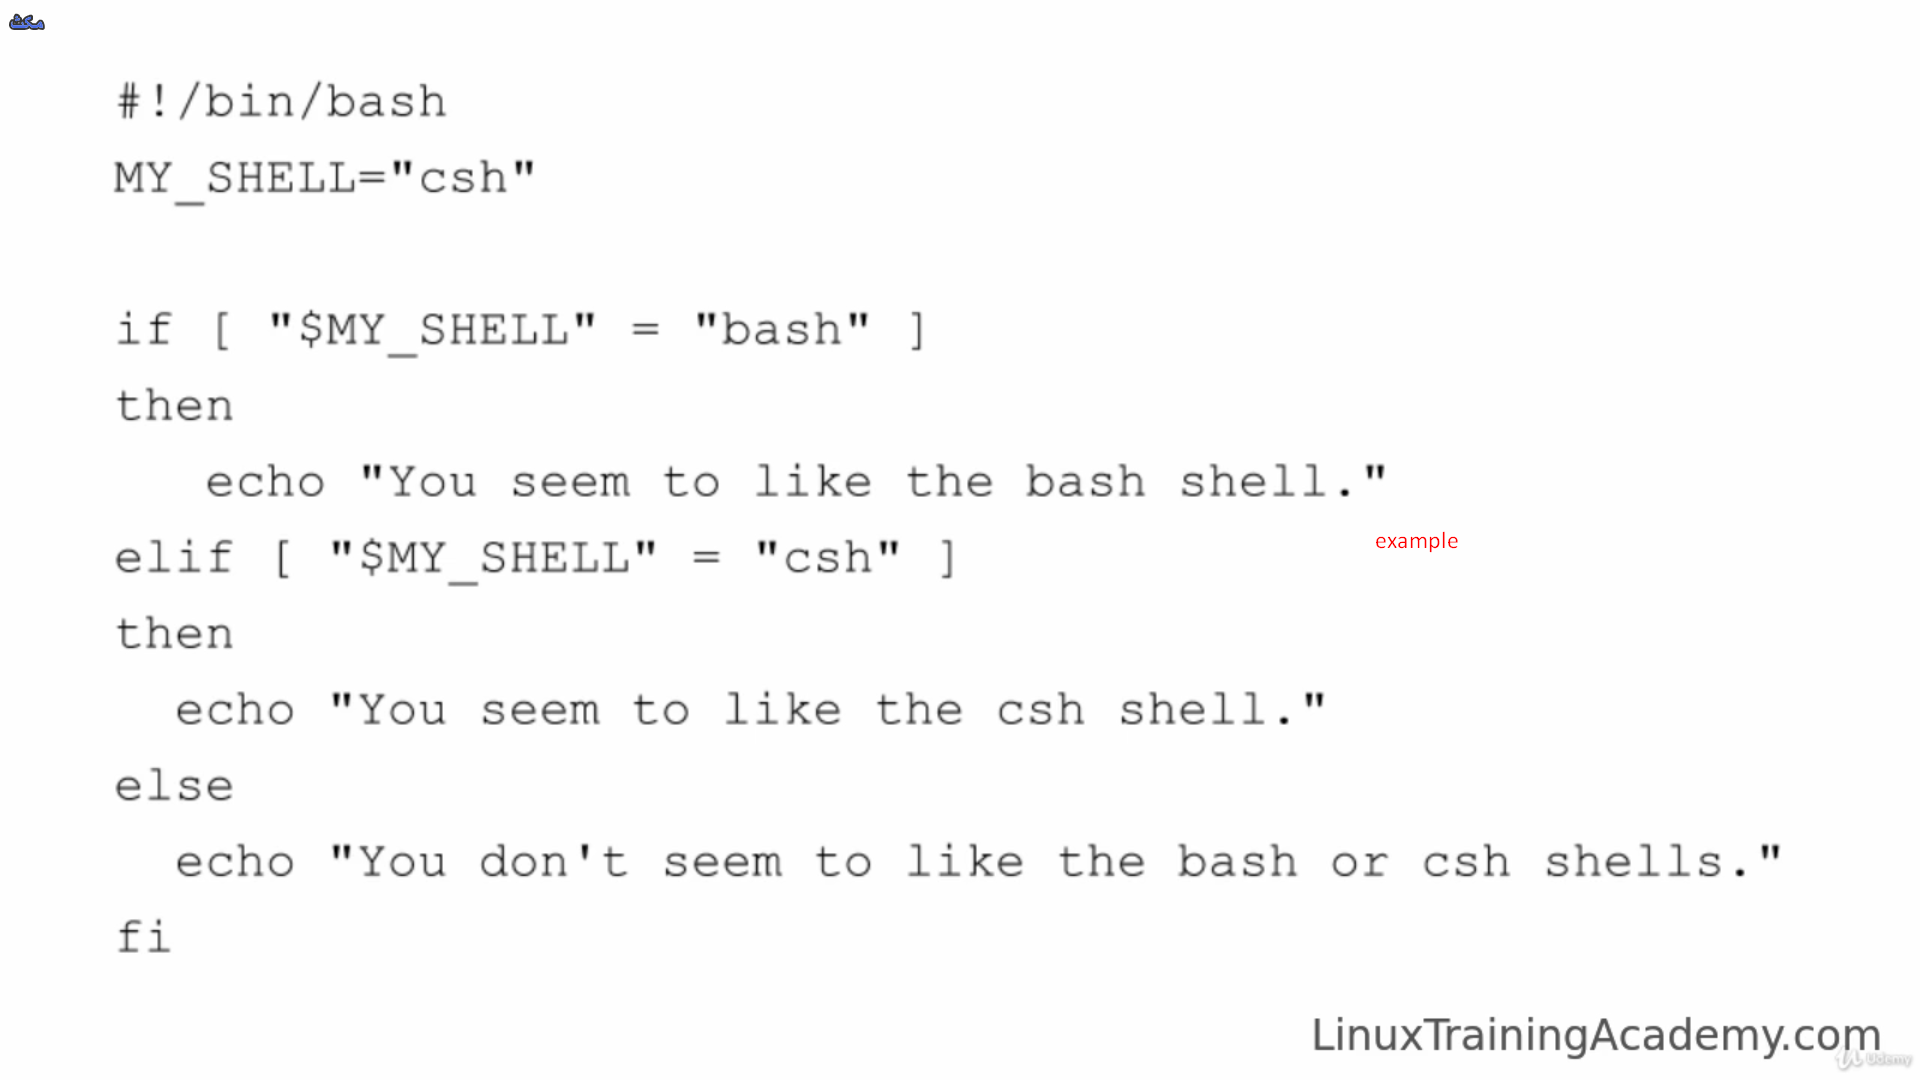 مكث
#!/bin/bash
MY_SHELL="csh"
if [ "$MY_SHELL" = "bash" ]
then
echo "You seem to like the bash shell."
example
elif [ "$MY_SHELL" = "csh" ]
then
echo "You seem to like the csh shell."
else
echo "You don't seem to like the bash or csh shells."
fi
LinuxTrainingAcademy.com
Udemy